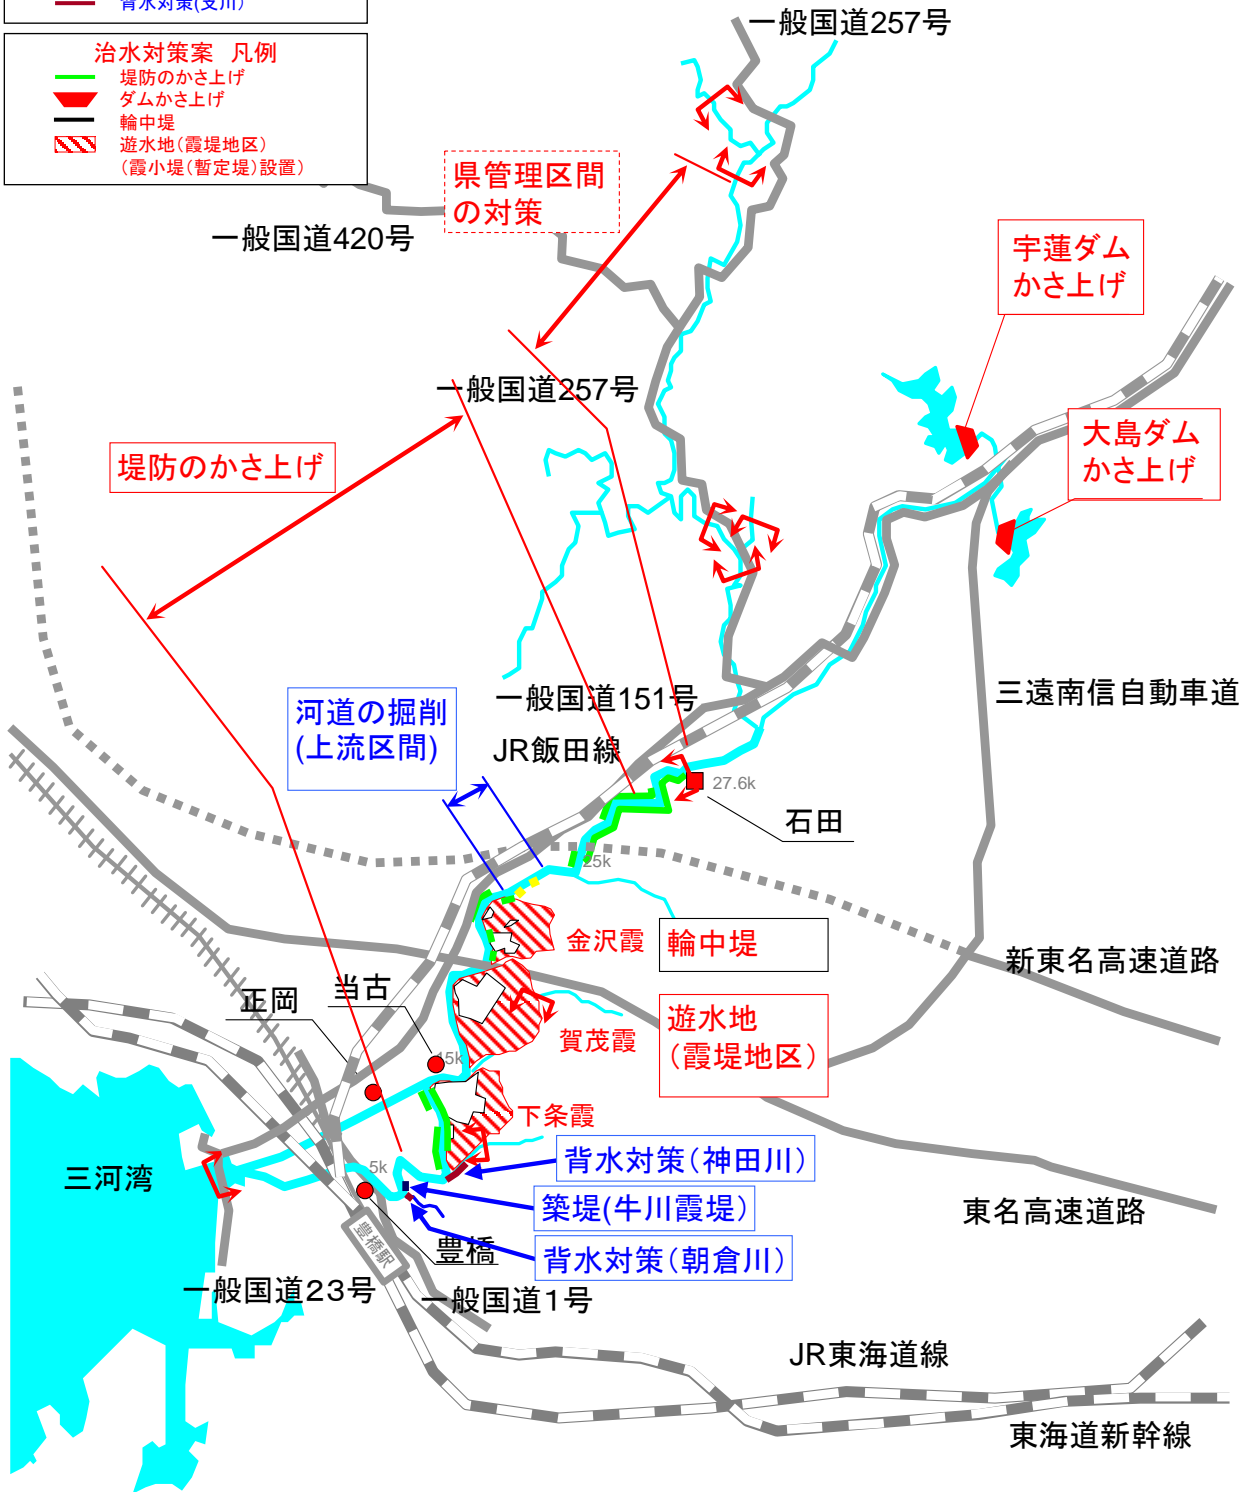 背水対策(支川)
治水対策案 凡例
堤防のかさ上げ
ダムかさ上げ
輪中堤
遊水地(霞堤地区)
(霞小堤(暫定堤)設置)
一般国道257号
県管理区間
の対策
一般国道420号
宇蓮ダム
かさ上げ
一般国道257号
大島ダム
かさ上げ
堤防のかさ上げ
三遠南信自動車道
一般国道151号
河道の掘削
(上流区間)
JR飯田線
27.6k
石田
25k
金沢霞
輪中堤
新東名高速道路
当古
正岡
遊水地
(霞堤地区)
賀茂霞
15k
下条霞
背水対策(神田川)
三河湾
5k
築堤(牛川霞堤)
東名高速道路
豊橋駅
豊橋
背水対策(朝倉川)
一般国道23号
一般国道1号
JR東海道線
東海道新幹線